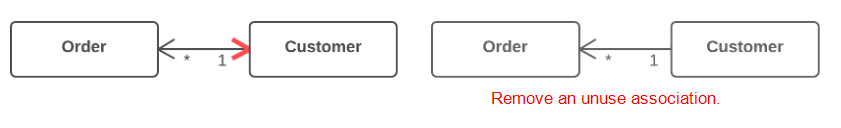 Order
* 1
Customer
Order
* 1
Customer
Remove an unuse association.